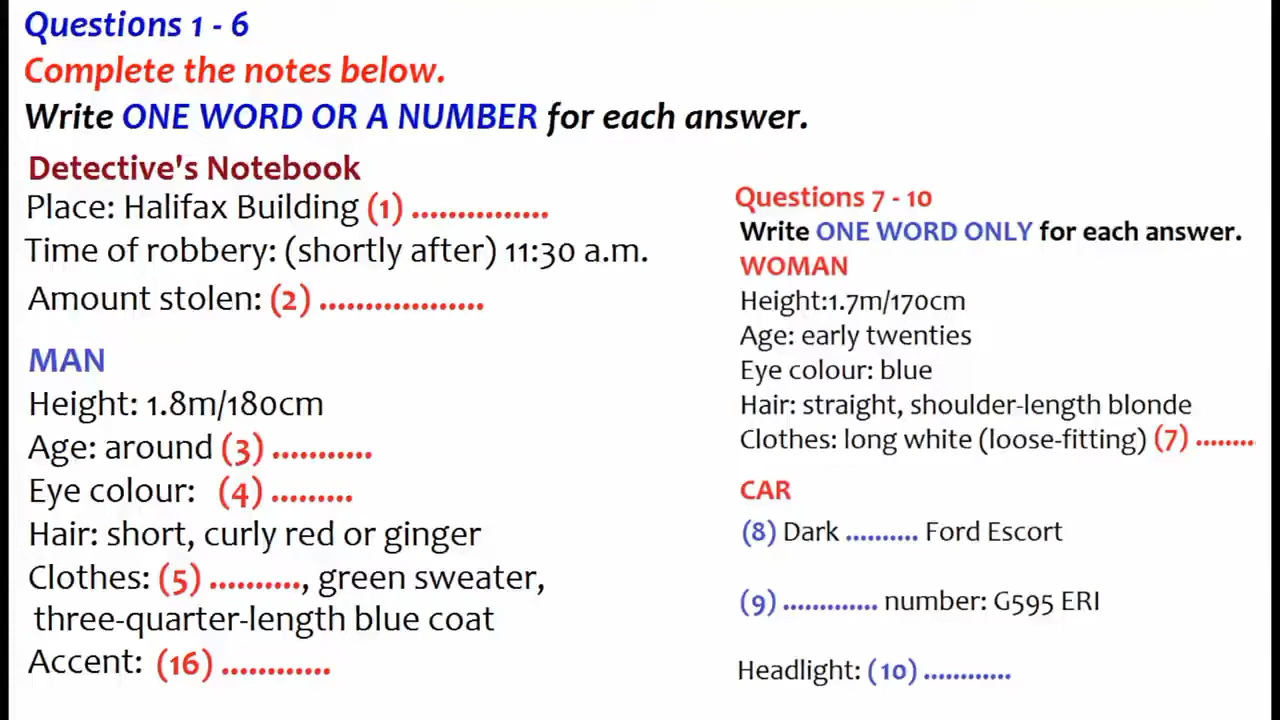 Questions 1 - 6
Complete the notes below.
Write ONE WORD OR A NUMBER for each answer.
Detective's Notebook
Place: Halifax Building (1) ...............
Time of robbery: (shortly after) 11:30 a.m.
Amount stolen: (2) ..................
MAN
Height: 1.8m/180cm
Age: around (3) ...........
Eye colour: (4) .........
Hair: short, curly red or ginger
Clothes: (5) .........., green sweater,
three-quarter-length blue coat
Accent: (16) ............
Questions 7 - 10
Write ONE WORD ONLY for each answer.
WOMAN
Height:1.7m/170cm
Age: early twenties
Eye colour: blue
Hair: straight, shoulder-length blonde
Clothes: long white (loose-fitting) (7) ........
CAR
(8) Dark .......... Ford Escort
(9) ............. number: G595 ERI
Headlight: (10) ............